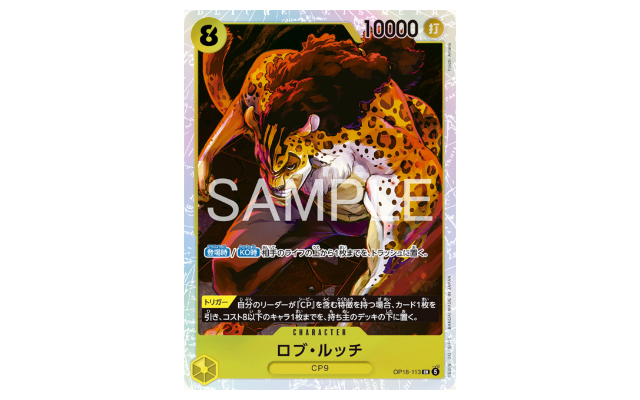 8
10000 打
SAMPLE
登場時 / KO時 相手のライフの上から1枚までを、トラッシュに置く。
トリガー 自分のリーダーが「CP」を含む特徴を持つ場合、カード1枚を
引き、コスト8以下のキャラ1枚までを、持ち主のデッキの下に置く。
CHARACTER
ロブ・ルッチ
CP9
OP18-113 SR